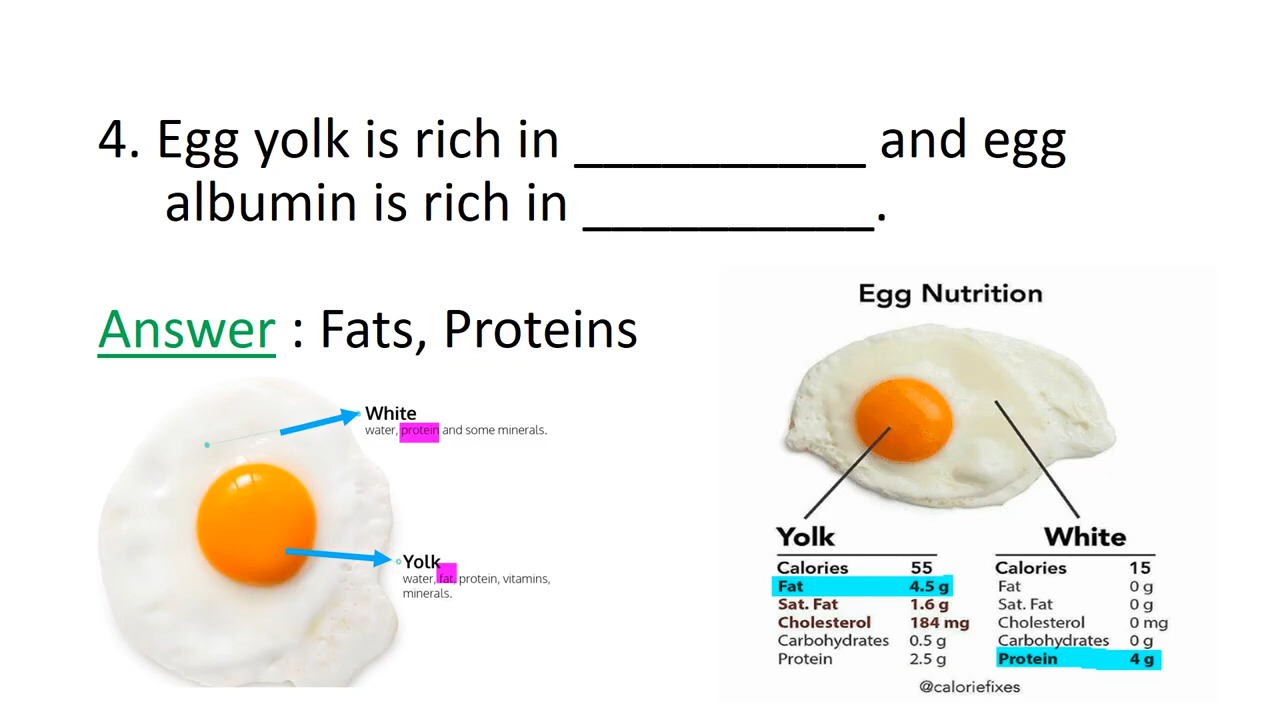 4. Egg yolk is rich in __________ and egg
albumin is rich in __________.
Answer : Fats, Proteins
White
water, protein and some minerals.
Yolk
water, fat, protein, vitamins,
minerals.
Egg Nutrition
Yolk
Calories 55
Fat 4.5 g
Sat. Fat 1.6 g
Cholesterol 184 mg
Carbohydrates 0.5 g
Protein 2.5 g
White
Calories 15
Fat 0 g
Sat. Fat 0 g
Cholesterol 0 mg
Carbohydrates 0 g
Protein 4 g
@caloriefixes